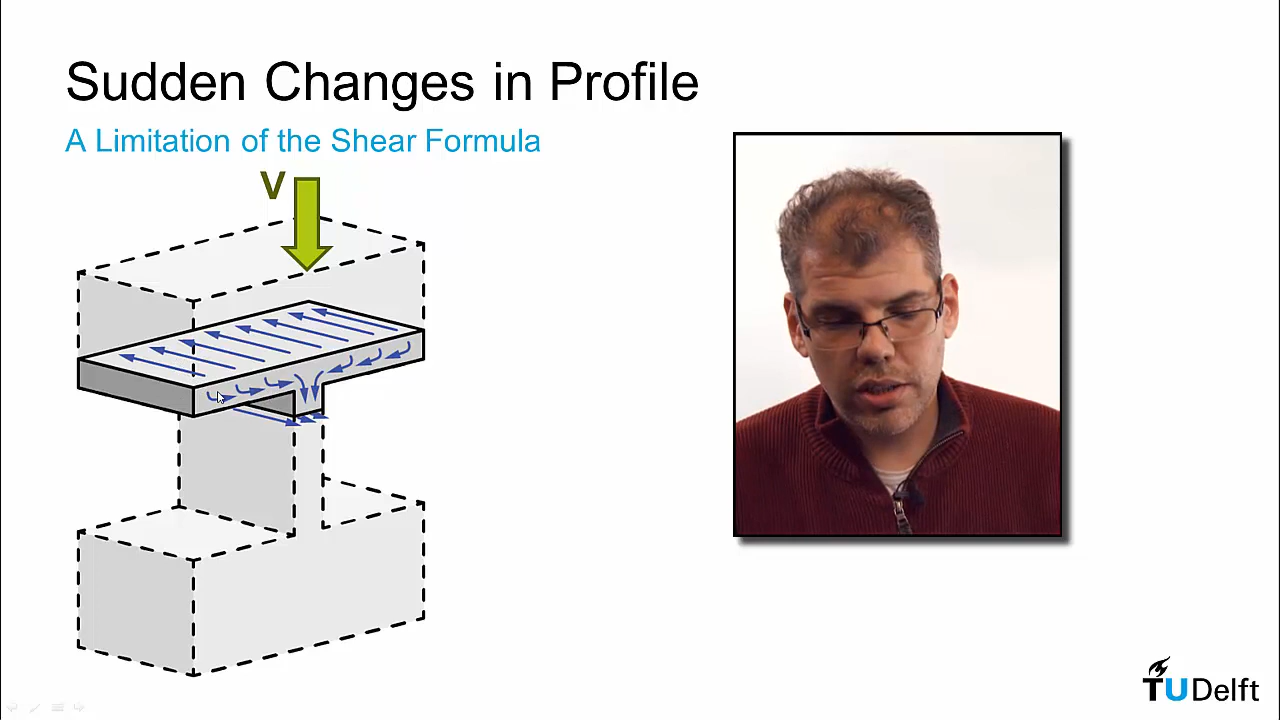 Sudden Changes in Profile
A Limitation of the Shear Formula
V
TUDelft